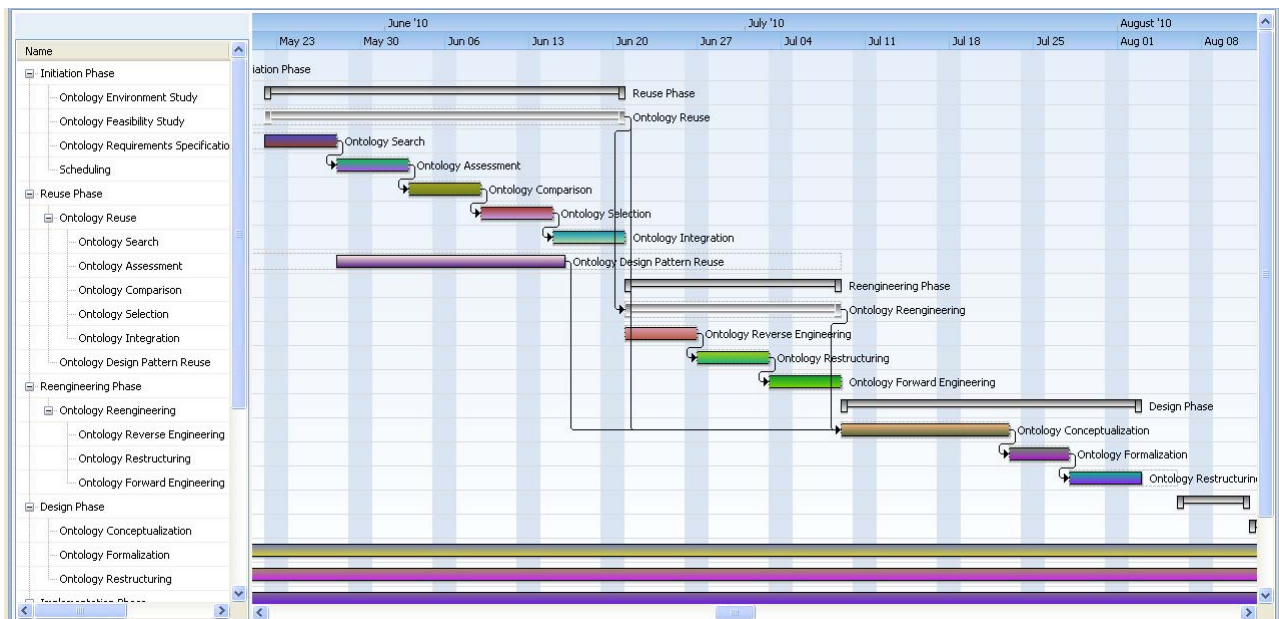 June '10
July '10
August '10
Name
May 23
May 30
Jun 06
Jun 13
Jun 20
Jun 27
Jul 04
Jul 11
Jul 18
Jul 25
Aug 01
Aug 08
Initiation Phase
Ontology Environment Study
Ontology Feasibility Study
Ontology Requirements Specificatio
Scheduling
Reuse Phase
Ontology Reuse
Ontology Search
Ontology Assessment
Ontology Comparison
Ontology Selection
Ontology Integration
Ontology Design Pattern Reuse
Reengineering Phase
Ontology Reengineering
Ontology Reverse Engineering
Ontology Restructuring
Ontology Forward Engineering
Design Phase
Ontology Conceptualization
Ontology Formalization
Ontology Restructuring
iation Phase
Reuse Phase
Ontology Reuse
Ontology Search
Ontology Assessment
Ontology Comparison
Ontology Selection
Ontology Integration
Ontology Design Pattern Reuse
Reengineering Phase
Ontology Reengineering
Ontology Reverse Engineering
Ontology Restructuring
Ontology Forward Engineering
Design Phase
Ontology Conceptualization
Ontology Formalization
Ontology Restructurin